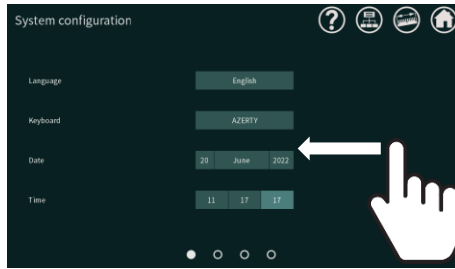 System configuration
?
Language English
Keyboard AZERTY
Date 20 June 2022
Time 11 17 17